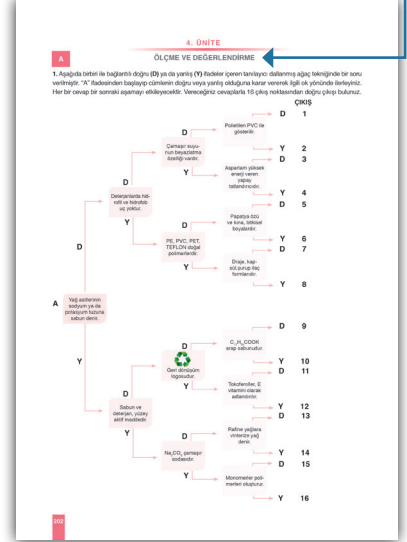 4. ÜNİTE
A
ÖLÇME VE DEĞERLENDİRME
1. Aşağıda birbiri ile bağlantılı doğru (D) ya da yanlış (Y) ifadeler içeren tanılayıcı dallanmış ağaç tekniğinde bir soru
verilmiştir. "A" ifadesinden başlayıp cümlenin doğru veya yanlış olduğuna karar vererek ilgili ok yönünde ilerleyiniz.
Her bir cevap bir sonraki aşamayı etkileyecektir. Vereceğiniz cevaplarla 16 çıkış noktasından doğru çıkışı bulunuz.
ÇIKIŞ
D 1
Polietilen PVC ile
gösterilir.
D
Y 2
Çamaşır suyu-
nun beyazlatma
özelliği vardır.
D 3
Y
Aspartam yüksek
enerji veren
yapay
tatlandırıcıdır.
Y 4
D
Deterjanlarda hid-
rofil ve hidrofob
uç yoktur.
D 5
Papatya özü
ve kına, bitkisel
boyalardır.
D
Y
Y 6
PE, PVC, PET,
TEFLON doğal
polimerlerdir.
D 7
Y
Draje, kap-
sül, şurup ilaç
formlarıdır.
Y 8
D
A
Yağ asitlerinin
sodyum ya da
potasyum tuzuna
sabun denir.
Y
D 9
D
Y 10
Geri dönüşüm
logosudur.
arap sabunudur.
D 11
Y
Tokoferoller, E
vitamini olarak
adlandırılır.
Y 12
D
Sabun ve
deterjan, yüzey
aktif maddedir.
Y
D 13
Rafine yağlara
vinterize yağ
denir.
D
Y 14
Na₂CO₃ çamaşır
sodasıdır.
D 15
Y
Monomerler poli-
merleri oluşturur.
Y 16
202